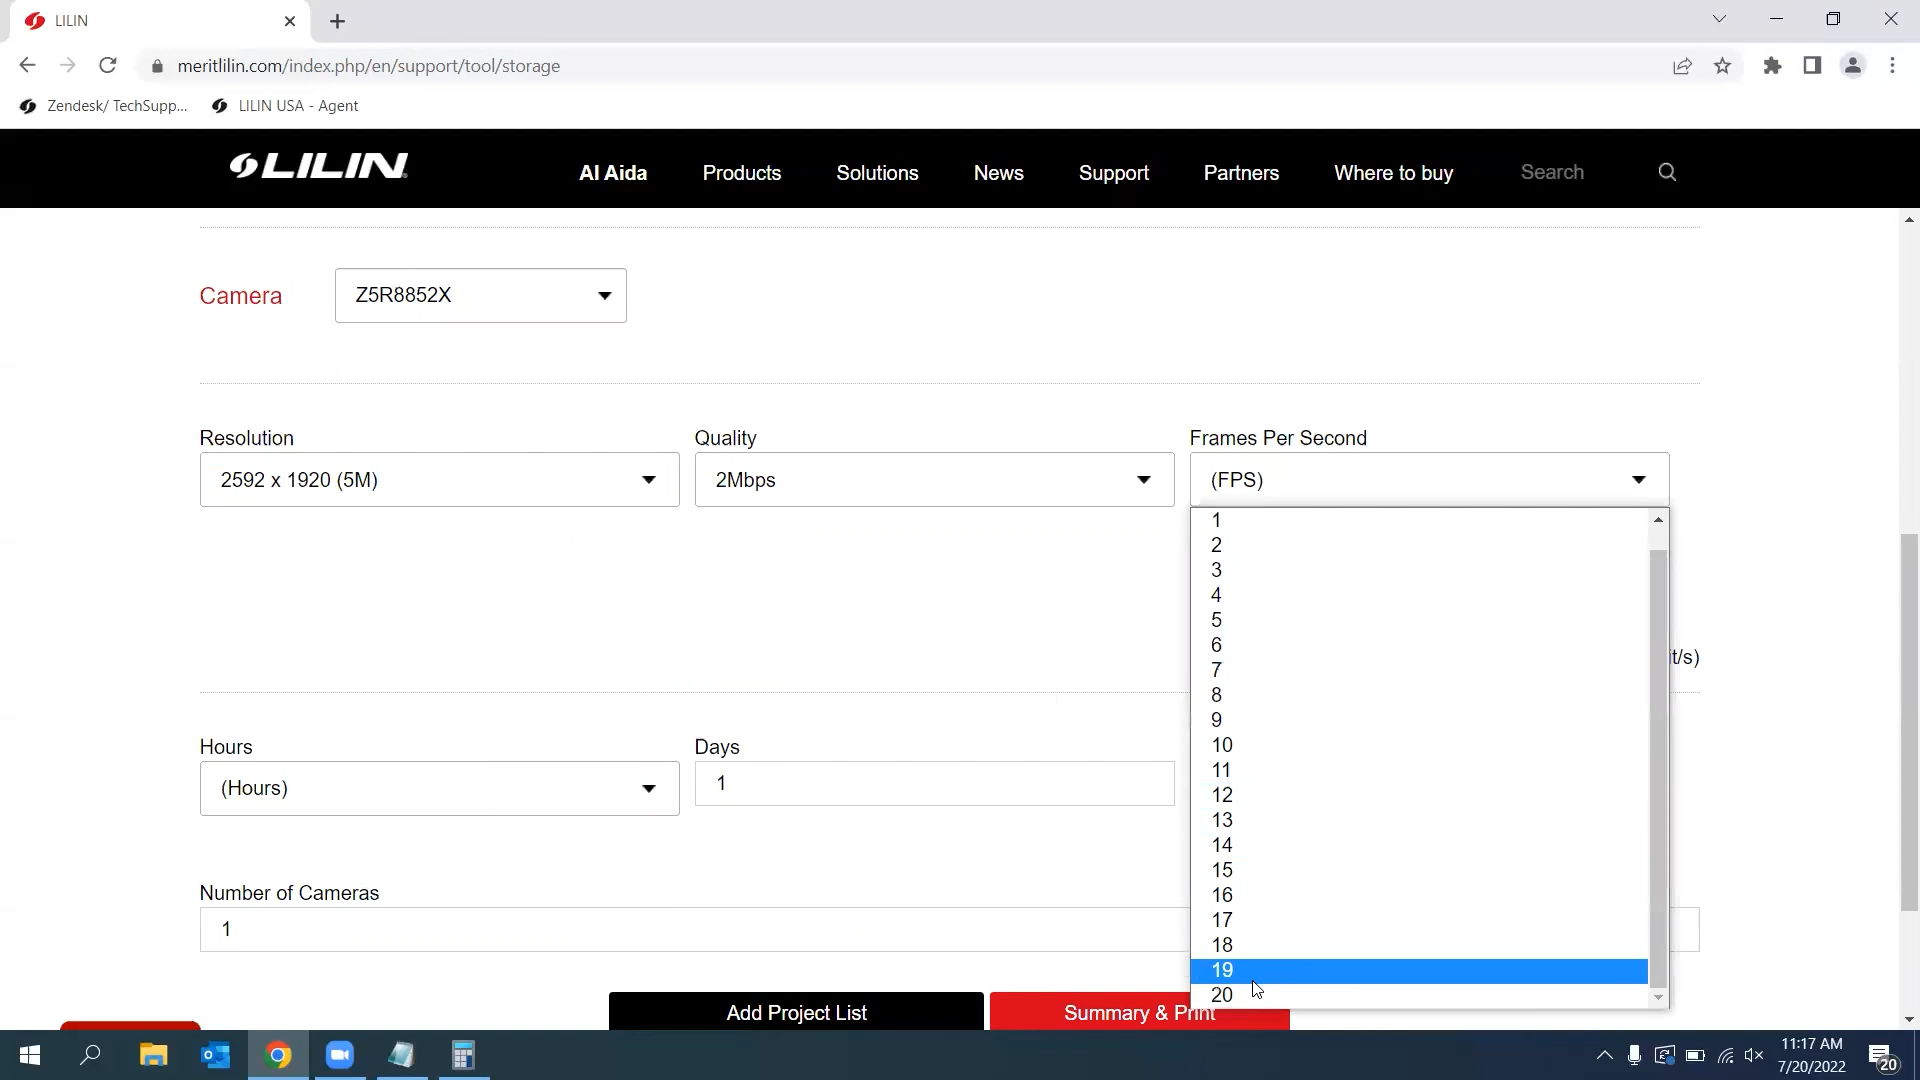 LILIN
meritlilin.com/index.php/en/support/tool/storage
Zendesk/ TechSupp... LILIN USA - Agent
LILIN AI Aida Products Solutions News Support Partners Where to buy Search
Camera Z5R8852X
Resolution Quality Frames Per Second
2592 x 1920 (5M) 2Mbps (FPS)
1
2
3
4
5
6
7
8
9
10
11
12
13
14
15
16
17
18
19
20
it/s)
Hours Days
(Hours) 1
Number of Cameras
1
Add Project List Summary & Print
11:17 AM
7/20/2022
20